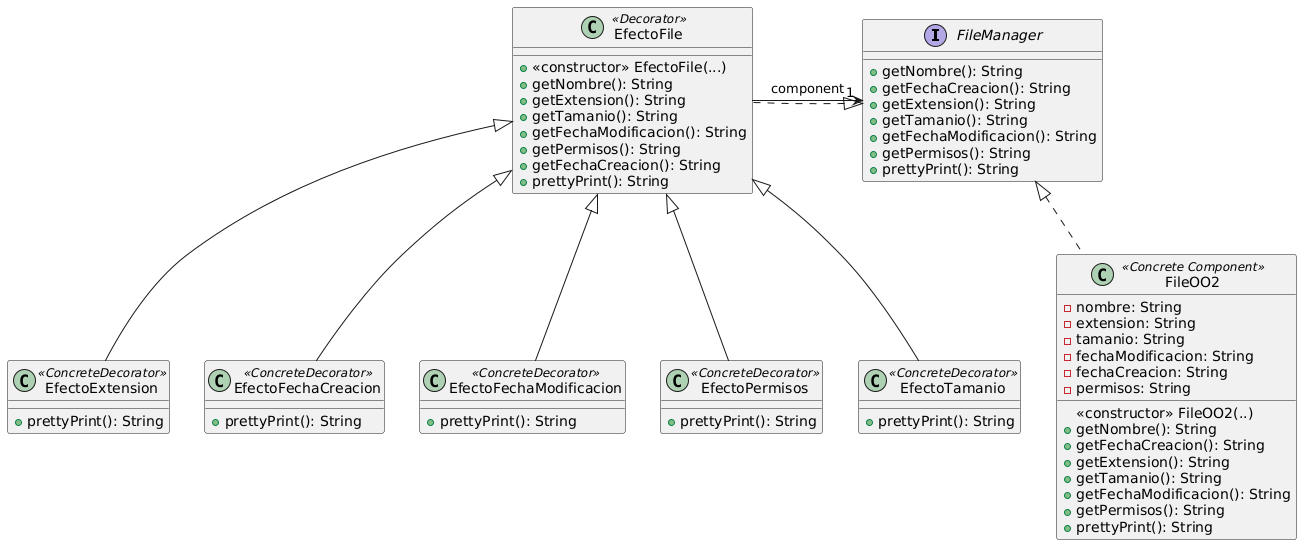 «Decorator»
C EfectoFile
«constructor» EfectoFile(...)
getNombre(): String
getExtension(): String
getTamanio(): String
getFechaModificacion(): String
getPermisos(): String
getFechaCreacion(): String
prettyPrint(): String
component 1
I FileManager
getNombre(): String
getFechaCreacion(): String
getExtension(): String
getTamanio(): String
getFechaModificacion(): String
getPermisos(): String
prettyPrint(): String
«Concrete Component»
C FileOO2
nombre: String
extension: String
tamanio: String
fechaModificacion: String
fechaCreacion: String
permisos: String
«constructor» FileOO2(..)
getNombre(): String
getFechaCreacion(): String
getExtension(): String
getTamanio(): String
getFechaModificacion(): String
getPermisos(): String
prettyPrint(): String
«ConcreteDecorator»
C EfectoExtension
prettyPrint(): String
«ConcreteDecorator»
C EfectoFechaCreacion
prettyPrint(): String
«ConcreteDecorator»
C EfectoFechaModificacion
prettyPrint(): String
«ConcreteDecorator»
C EfectoPermisos
prettyPrint(): String
«ConcreteDecorator»
C EfectoTamanio
prettyPrint(): String